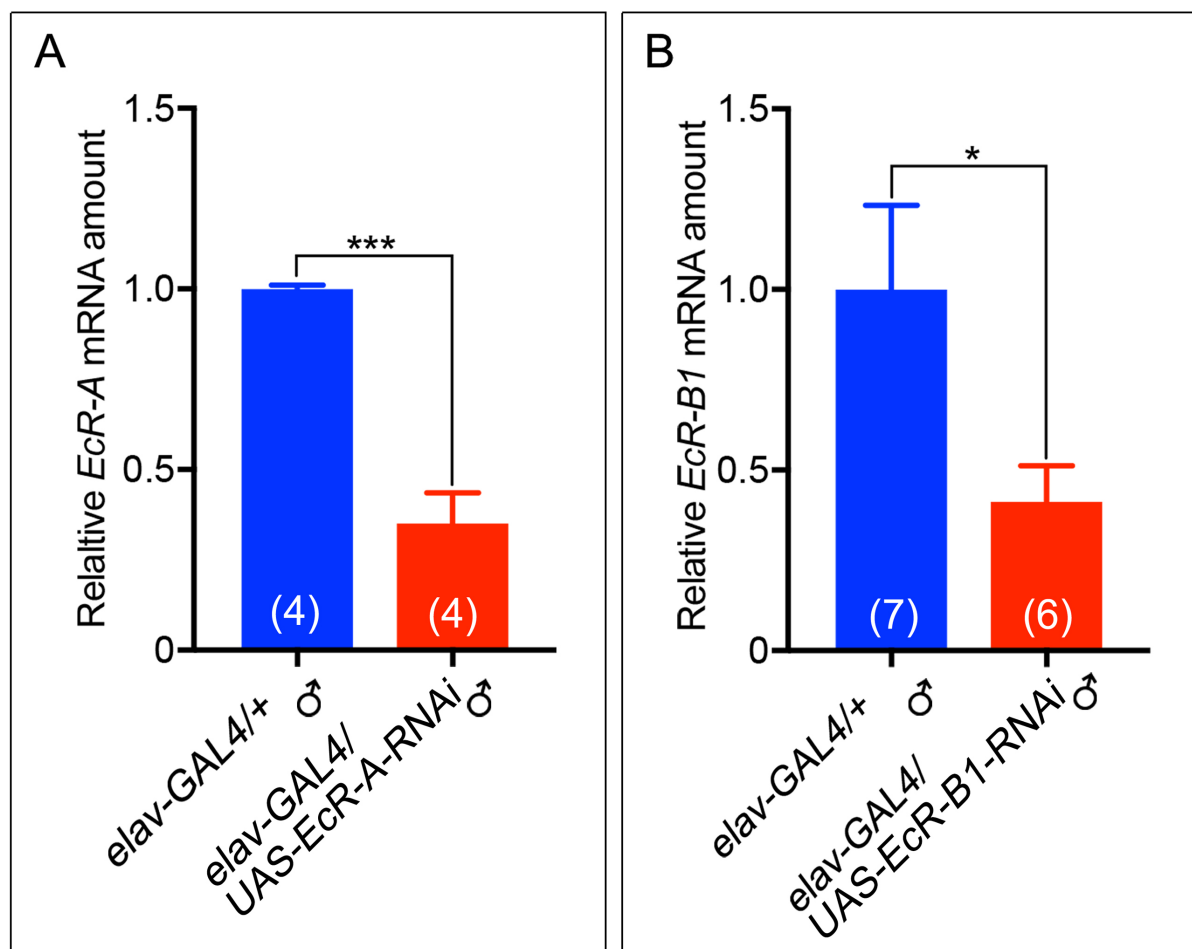 A
Relaltive EcR-A mRNA amount
1.5
1.0
0.5
0
***
(4)
(4)
elav-GAL4/+ ♂
elav-GAL4/
UAS-EcR-A-RNAi ♂
B
Relative EcR-B1 mRNA amount
1.5
1.0
0.5
0
*
(7)
(6)
elav-GAL4/+ ♂
elav-GAL4/
UAS-EcR-B1-RNAi ♂